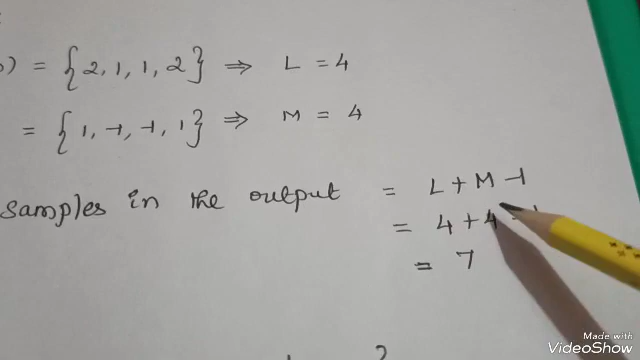 ) = {2, 1, 1, 2} ⇒ L = 4
= {1, -1, -1, 1} ⇒ M = 4
samples in the output = L + M -1
= 4 + 4
= 7
Made with
VideoShow